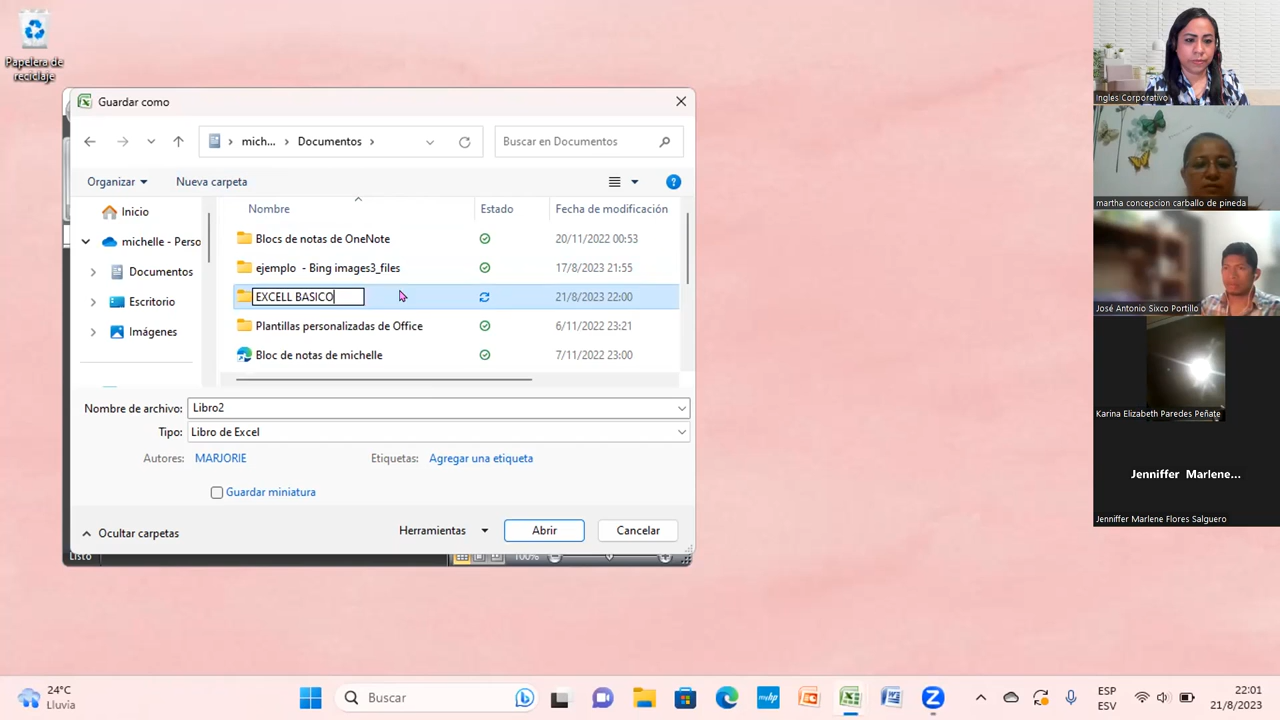 Papelera de
reciclaje
Guardar como
mich...
Documentos
Buscar en Documentos
Organizar
Nueva carpeta
Inicio
michelle - Perso
Documentos
Escritorio
Imágenes
Nombre
Estado
Fecha de modificación
Blocs de notas de OneNote
20/11/2022 00:53
ejemplo - Bing images3_files
17/8/2023 21:55
EXCELL BASICO
21/8/2023 22:00
Plantillas personalizadas de Office
6/11/2022 23:21
Bloc de notas de michelle
7/11/2022 23:00
Nombre de archivo: Libro2
Tipo: Libro de Excel
Autores: MARJORIE
Etiquetas: Agregar una etiqueta
Guardar miniatura
Ocultar carpetas
Herramientas
Abrir
Cancelar
Listo
100%
Ingles Corporativo
martha concepcion carballo de pineda
José Antonio Sixco Portillo
Karina Elizabeth Paredes Peñate
Jenniffer Marlene...
Jenniffer Marlene Flores Salguero
24°C
Lluvia
Buscar
myhp
ESP
ESV
22:01
21/8/2023